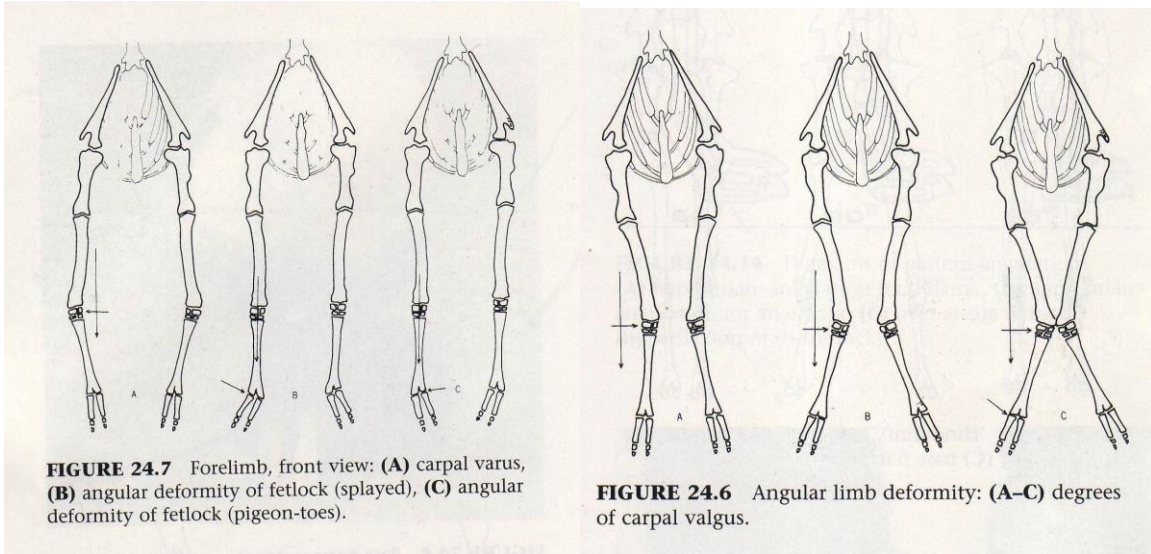 A
B
C
FIGURE 24.7 Forelimb, front view: (A) carpal varus,
(B) angular deformity of fetlock (splayed), (C) angular
deformity of fetlock (pigeon-toes).
A
B
C
FIGURE 24.6 Angular limb deformity: (A–C) degrees
of carpal valgus.